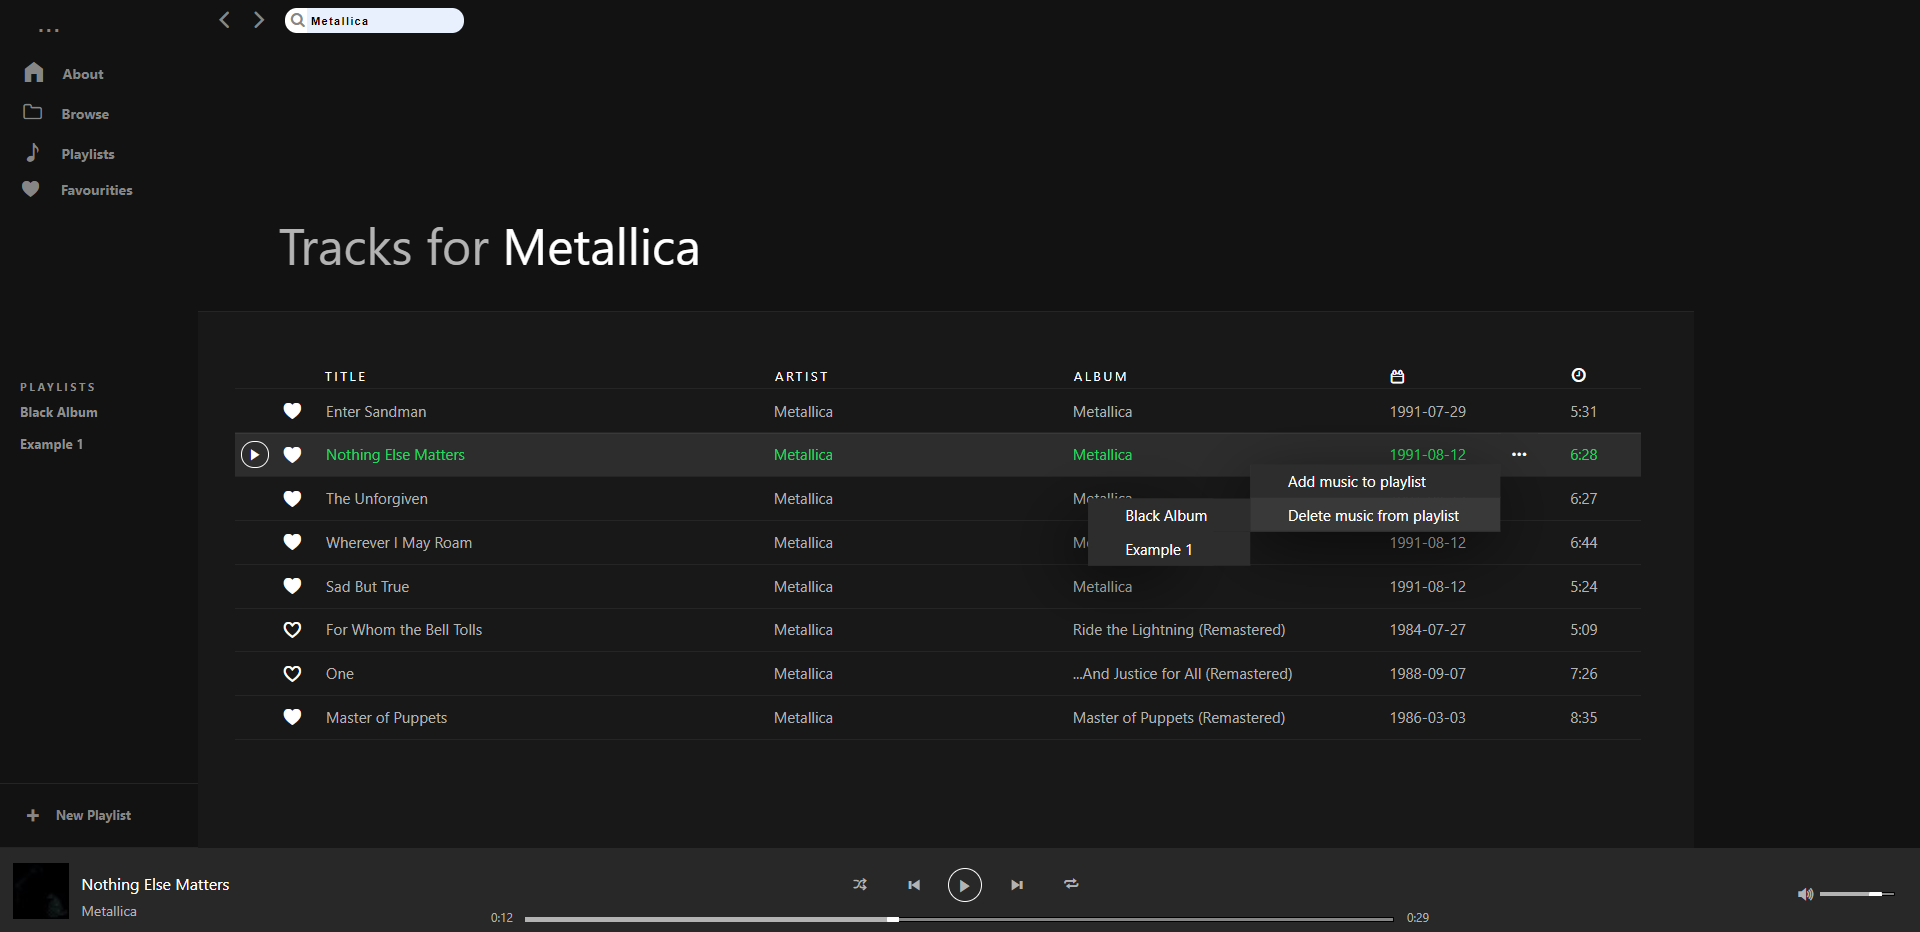 ...
Metallica
About
Browse
Playlists
Favourities
PLAYLISTS
Black Album
Example 1
New Playlist
Tracks for Metallica
TITLE ARTIST ALBUM
Enter Sandman Metallica Metallica 1991-07-29 5:31
Nothing Else Matters Metallica Metallica 1991-08-12 ••• 6:28
Add music to playlist
Delete music from playlist
Black Album
Example 1
The Unforgiven Metallica Metallica 6:27
Wherever I May Roam Metallica Me 1991-08-12 6:44
Sad But True Metallica Metallica 1991-08-12 5:24
For Whom the Bell Tolls Metallica Ride the Lightning (Remastered) 1984-07-27 5:09
One Metallica ...And Justice for All (Remastered) 1988-09-07 7:26
Master of Puppets Metallica Master of Puppets (Remastered) 1986-03-03 8:35
Nothing Else Matters
Metallica
0:12 0:29